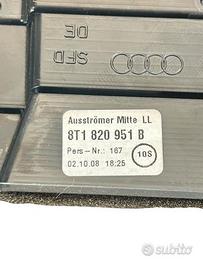 DE
SFD
Ausströmer Mitte LL
8T1 820 951 B
Pers-Nr.: 167
10S
02.10.08 18:25
subito